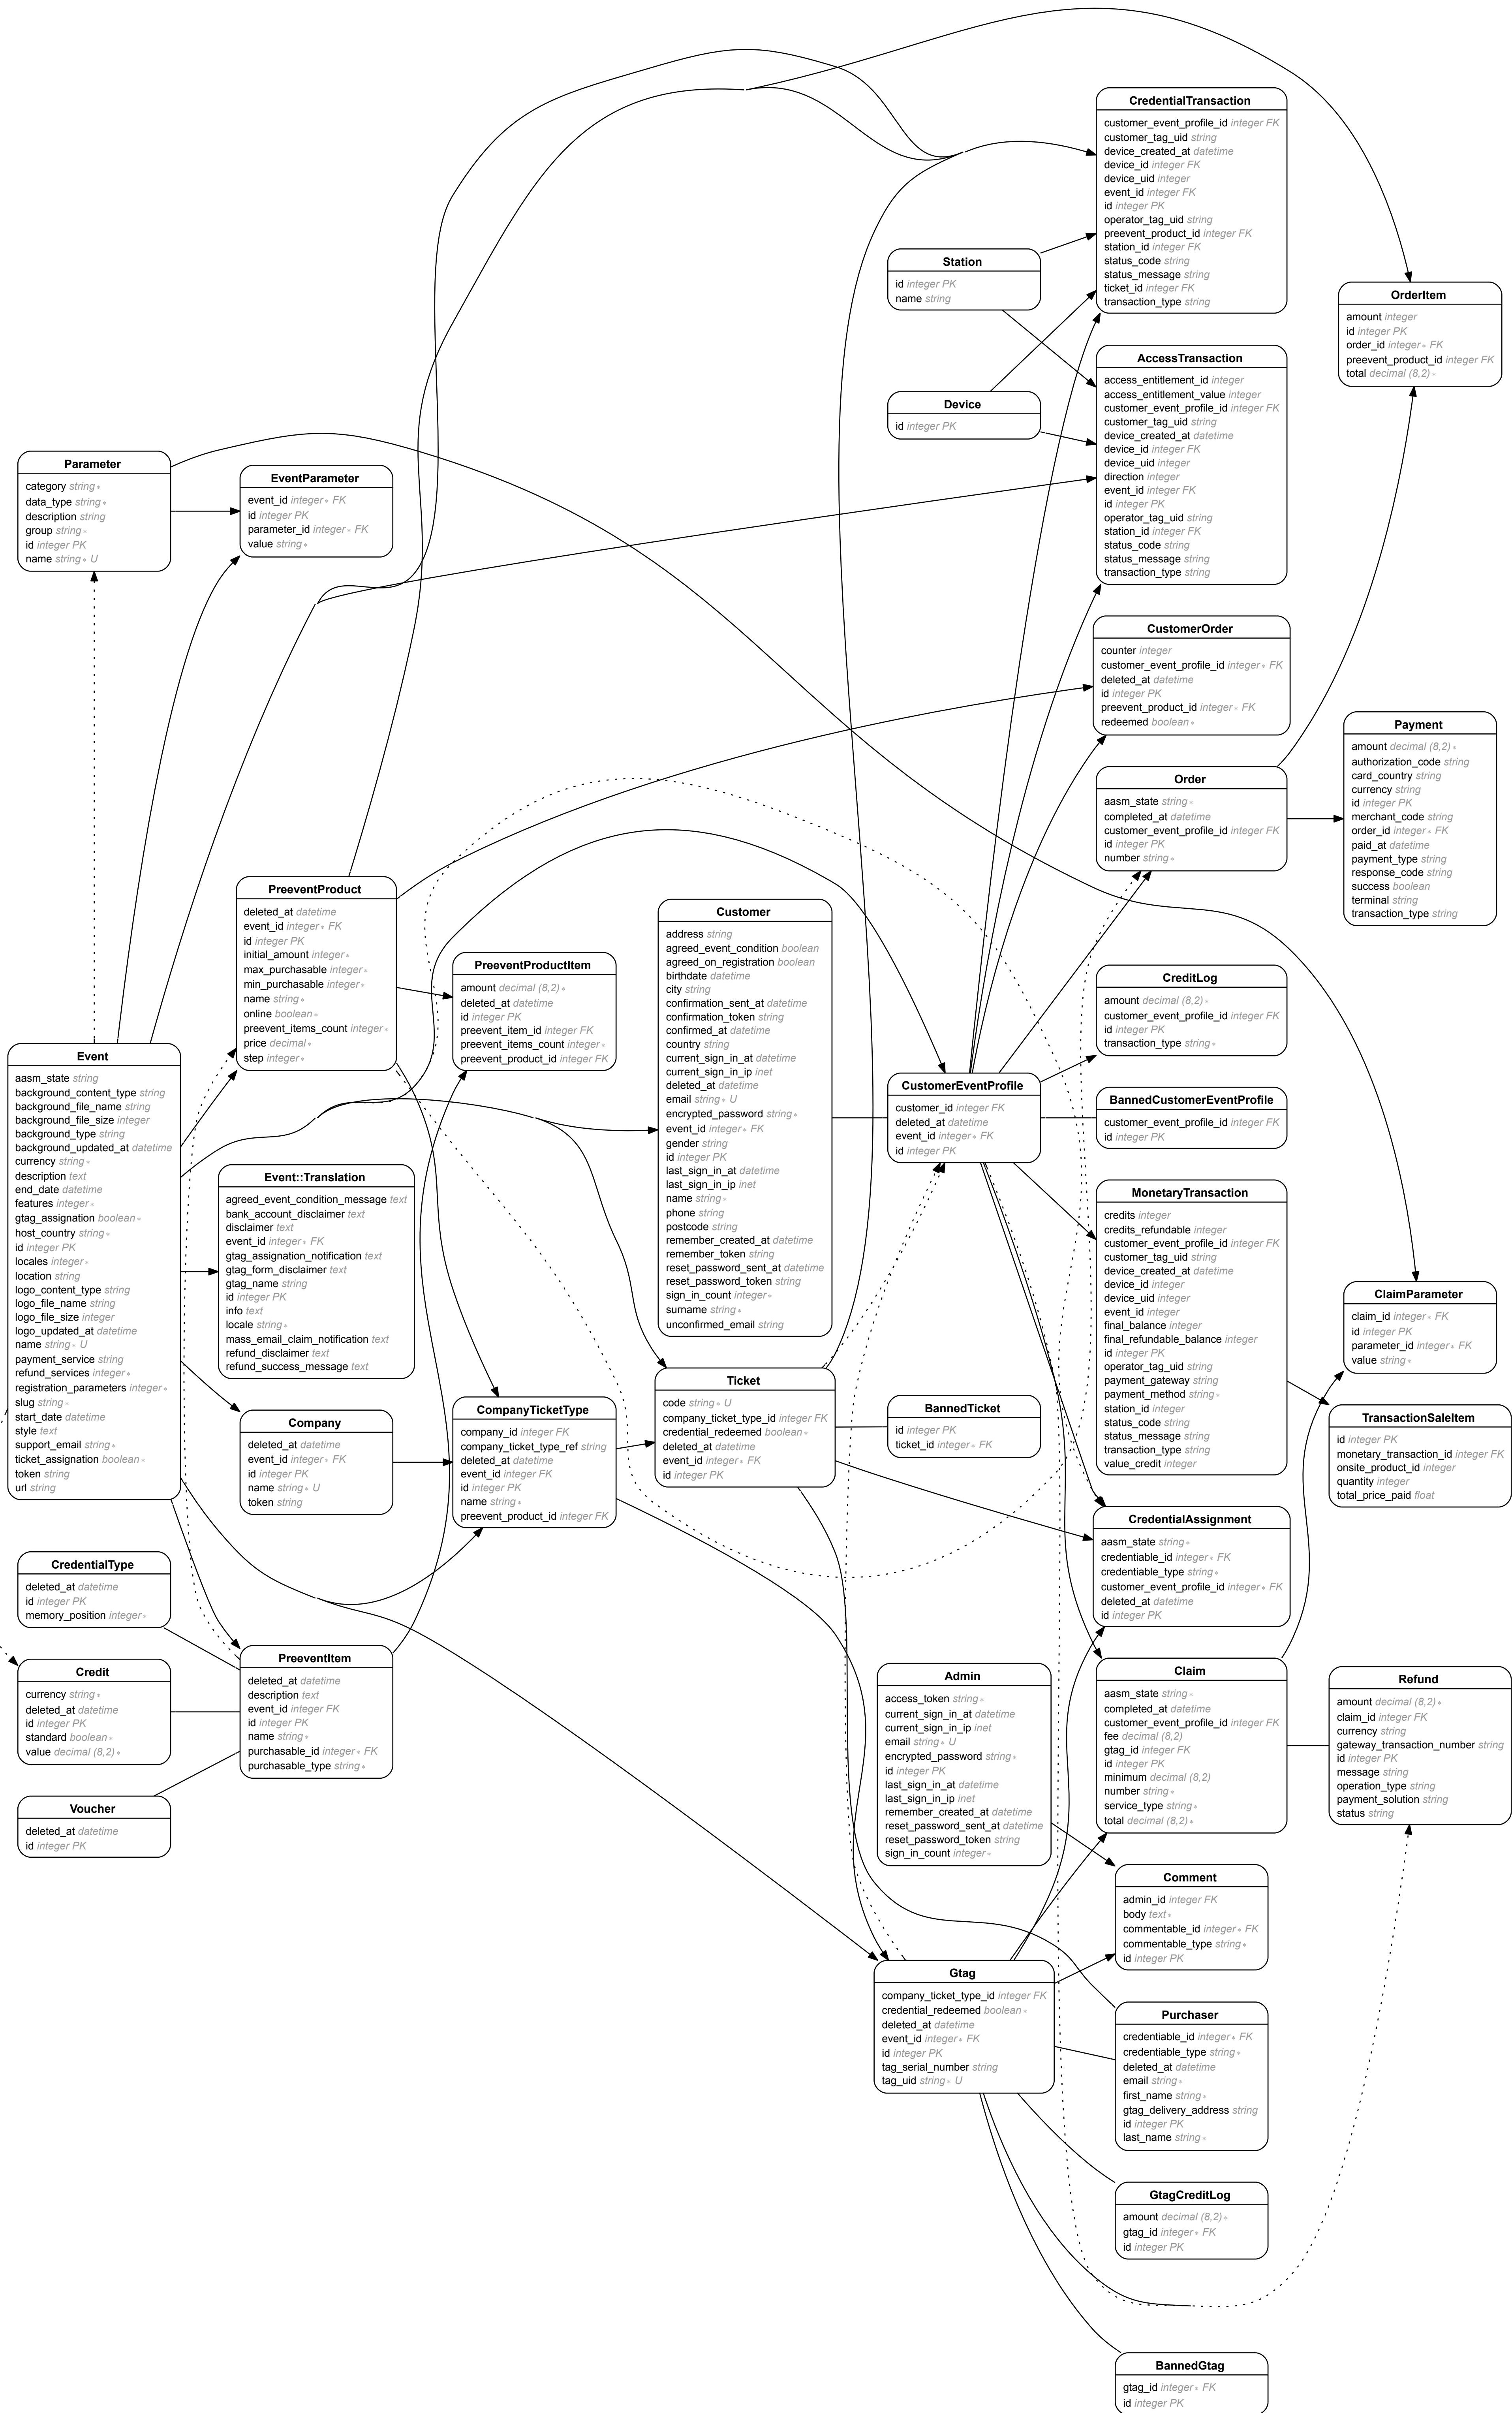 CredentialTransaction
customer_event_profile_id integer FK
customer_tag_uid string
device_created_at datetime
device_id integer FK
device_uid integer
event_id integer FK
id integer PK
operator_tag_uid string
preevent_product_id integer FK
station_id integer FK
status_code string
status_message string
ticket_id integer FK
transaction_type string
Station
id integer PK
name string
OrderItem
amount integer
id integer PK
order_id integer∗ FK
preevent_product_id integer FK
total decimal (8,2) ∗
AccessTransaction
access_entitlement_id integer
access_entitlement_value integer
customer_event_profile_id integer FK
customer_tag_uid string
device_created_at datetime
device_id integer FK
device_uid integer
direction integer
event_id integer FK
id integer PK
operator_tag_uid string
station_id integer FK
status_code string
status_message string
transaction_type string
Device
id integer PK
Parameter
category string ∗
data_type string ∗
description string
group string ∗
id integer PK
name string ∗ U
EventParameter
event_id integer ∗ FK
id integer PK
parameter_id integer ∗ FK
value string ∗
CustomerOrder
counter integer
customer_event_profile_id integer ∗ FK
deleted_at datetime
id integer PK
preevent_product_id integer ∗ FK
redeemed boolean ∗
Payment
amount decimal (8,2) ∗
authorization_code string
card_country string
currency string
id integer PK
merchant_code string
order_id integer ∗ FK
paid_at datetime
payment_type string
response_code string
success boolean
terminal string
transaction_type string
Order
aasm_state string ∗
completed_at datetime
customer_event_profile_id integer FK
id integer PK
number string ∗
PreeventProduct
deleted_at datetime
event_id integer ∗ FK
id integer PK
initial_amount integer ∗
max_purchasable integer ∗
min_purchasable integer ∗
name string ∗
online boolean ∗
preevent_items_count integer ∗
price decimal ∗
step integer ∗
Customer
address string
agreed_event_condition boolean
agreed_on_registration boolean
birthdate datetime
city string
confirmation_sent_at datetime
confirmation_token string
confirmed_at datetime
country string
current_sign_in_at datetime
current_sign_in_ip inet
deleted_at datetime
email string ∗ U
encrypted_password string ∗
event_id integer ∗ FK
gender string
id integer PK
last_sign_in_at datetime
last_sign_in_ip inet
name string ∗
phone string
postcode string
remember_created_at datetime
remember_token string
reset_password_sent_at datetime
reset_password_token string
sign_in_count integer ∗
surname string ∗
unconfirmed_email string
PreeventProductItem
amount decimal (8,2) ∗
deleted_at datetime
id integer PK
preevent_item_id integer FK
preevent_items_count integer ∗
preevent_product_id integer FK
CreditLog
amount decimal (8,2) ∗
customer_event_profile_id integer FK
id integer PK
transaction_type string ∗
Event
aasm_state string
background_content_type string
background_file_name string
background_file_size integer
background_type string
background_updated_at datetime
currency string ∗
description text
end_date datetime
features integer ∗
gtag_assignation boolean ∗
host_country string ∗
id integer PK
locales integer ∗
location string
logo_content_type string
logo_file_name string
logo_file_size integer
logo_updated_at datetime
name string ∗ U
payment_service string
refund_services integer ∗
registration_parameters integer ∗
slug string ∗
start_date datetime
style text
support_email string ∗
ticket_assignation boolean ∗
token string
url string
CustomerEventProfile
customer_id integer FK
deleted_at datetime
event_id integer ∗ FK
id integer PK
BannedCustomerEventProfile
customer_event_profile_id integer FK
id integer PK
Event::Translation
agreed_event_condition_message text
bank_account_disclaimer text
disclaimer text
event_id integer ∗ FK
gtag_assignation_notification text
gtag_form_disclaimer text
gtag_name string
id integer PK
info text
locale string ∗
mass_email_claim_notification text
refund_disclaimer text
refund_success_message text
MonetaryTransaction
credits integer
credits_refundable integer
customer_event_profile_id integer FK
customer_tag_uid string
device_created_at datetime
device_id integer
device_uid integer
event_id integer
final_balance integer
final_refundable_balance integer
id integer PK
operator_tag_uid string
payment_gateway string
payment_method string ∗
station_id integer
status_code string
status_message string
transaction_type string
value_credit integer
ClaimParameter
claim_id integer ∗ FK
id integer PK
parameter_id integer ∗ FK
value string ∗
Ticket
code string ∗ U
company_ticket_type_id integer FK
credential_redeemed boolean ∗
deleted_at datetime
event_id integer ∗ FK
id integer PK
BannedTicket
id integer PK
ticket_id integer ∗ FK
CompanyTicketType
company_id integer FK
company_ticket_type_ref string
deleted_at datetime
event_id integer FK
id integer PK
name string ∗
preevent_product_id integer FK
Company
deleted_at datetime
event_id integer ∗ FK
id integer PK
name string ∗ U
token string
TransactionSaleItem
id integer PK
monetary_transaction_id integer FK
onsite_product_id integer
quantity integer
total_price_paid float
CredentialAssignment
aasm_state string ∗
credentiable_id integer ∗ FK
credentiable_type string ∗
customer_event_profile_id integer ∗ FK
deleted_at datetime
id integer PK
CredentialType
deleted_at datetime
id integer PK
memory_position integer ∗
PreeventItem
deleted_at datetime
description text
event_id integer FK
id integer PK
name string ∗
purchasable_id integer ∗ FK
purchasable_type string ∗
Credit
currency string ∗
deleted_at datetime
id integer PK
standard boolean ∗
value decimal (8,2) ∗
Voucher
deleted_at datetime
id integer PK
Admin
access_token string ∗
current_sign_in_at datetime
current_sign_in_ip inet
email string ∗ U
encrypted_password string ∗
id integer PK
last_sign_in_at datetime
last_sign_in_ip inet
remember_created_at datetime
reset_password_sent_at datetime
reset_password_token string
sign_in_count integer ∗
Claim
aasm_state string ∗
completed_at datetime
customer_event_profile_id integer FK
fee decimal (8,2)
gtag_id integer FK
id integer PK
minimum decimal (8,2)
number string ∗
service_type string ∗
total decimal (8,2) ∗
Refund
amount decimal (8,2) ∗
claim_id integer FK
currency string
gateway_transaction_number string
id integer PK
message string
operation_type string
payment_solution string
status string
Comment
admin_id integer FK
body text ∗
commentable_id integer ∗ FK
commentable_type string ∗
id integer PK
Gtag
company_ticket_type_id integer FK
credential_redeemed boolean ∗
deleted_at datetime
event_id integer ∗ FK
id integer PK
tag_serial_number string
tag_uid string ∗ U
Purchaser
credentiable_id integer ∗ FK
credentiable_type string ∗
deleted_at datetime
email string ∗
first_name string ∗
gtag_delivery_address string
id integer PK
last_name string ∗
GtagCreditLog
amount decimal (8,2) ∗
gtag_id integer ∗ FK
id integer PK
BannedGtag
gtag_id integer ∗ FK
id integer PK